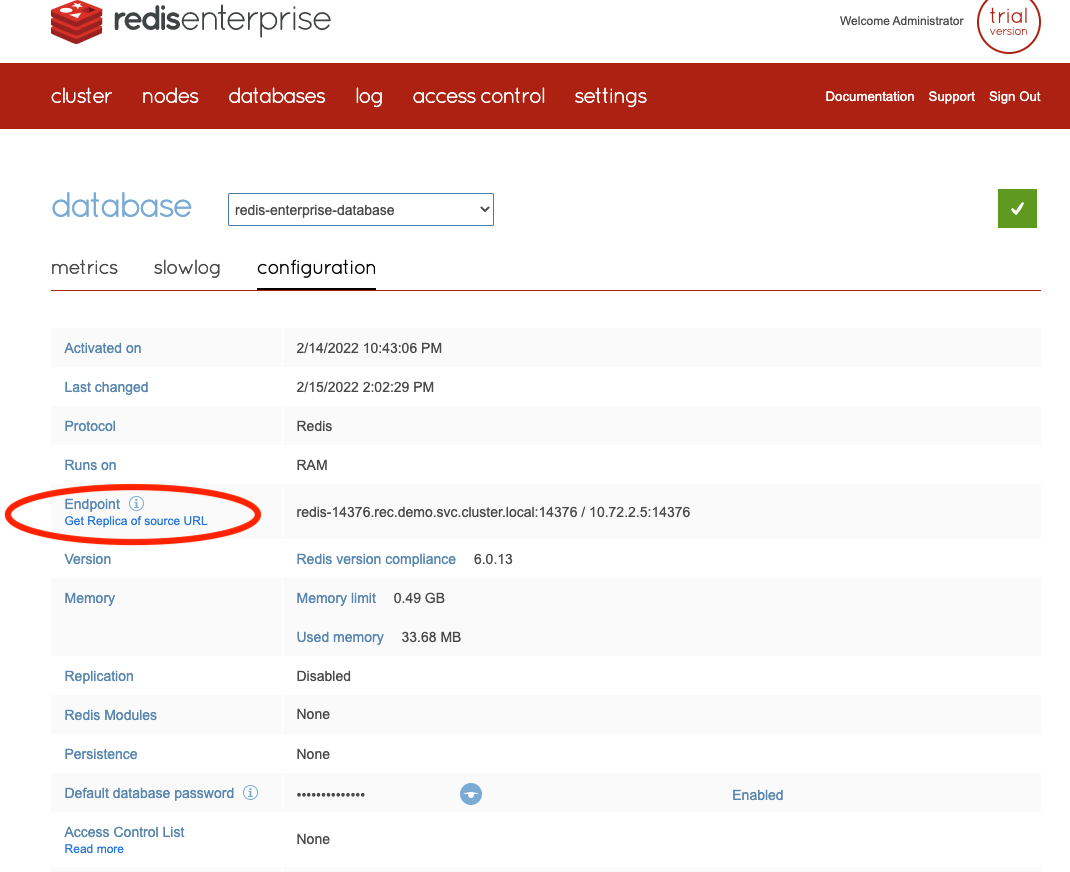 redisenterprise
Welcome Administrator
trial
version
cluster nodes databases log access control settings Documentation Support Sign Out
database redis-enterprise-database
metrics slowlog configuration
Activated on 2/14/2022 10:43:06 PM
Last changed 2/15/2022 2:02:29 PM
Protocol Redis
Runs on RAM
Endpoint
Get Replica of source URL
redis-14376.rec.demo.svc.cluster.local:14376 / 10.72.2.5:14376
Version Redis version compliance 6.0.13
Memory Memory limit 0.49 GB
Used memory 33.68 MB
Replication Disabled
Redis Modules None
Persistence None
Default database password •••••••••••••• Enabled
Access Control List
Read more
None